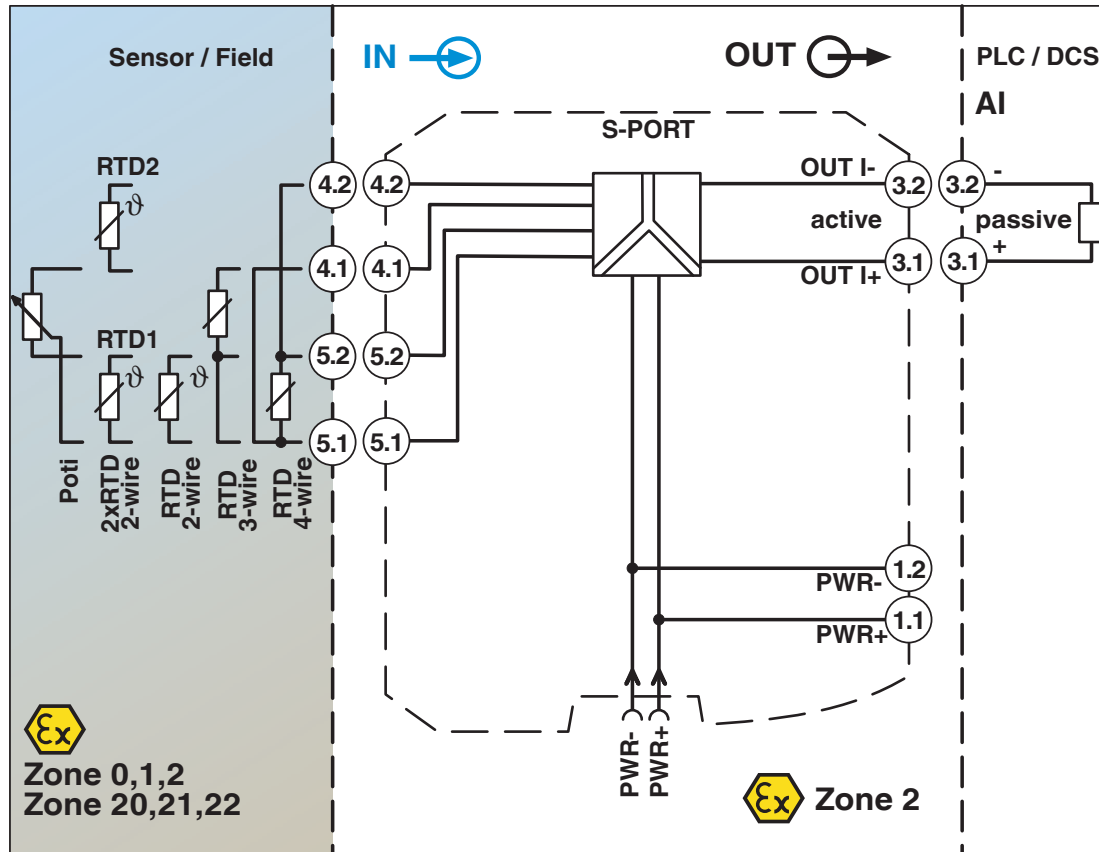 Sensor / Field
IN
OUT
PLC / DCS
AI
S-PORT
RTD2
ϑ
4.2
4.2
OUT I-
3.2
3.2
-
active
passive
4.1
4.1
OUT I+
3.1
3.1
+
RTD1
ϑ
ϑ
5.2
5.2
5.1
5.1
Poti
2xRTD
2-wire
RTD
2-wire
RTD
3-wire
RTD
4-wire
PWR-
1.2
PWR+
1.1
PWR-
PWR+
Ex
Zone 0,1,2
Zone 20,21,22
Ex
Zone 2